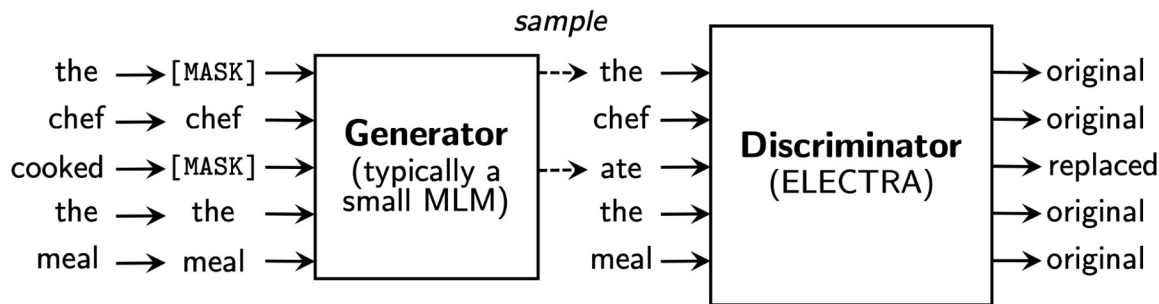 sample
the [MASK] the original
chef chef chef original
Generator
Discriminator
cooked [MASK] (typically a ate (ELECTRA) replaced
small MLM)
the the the original
meal meal meal original